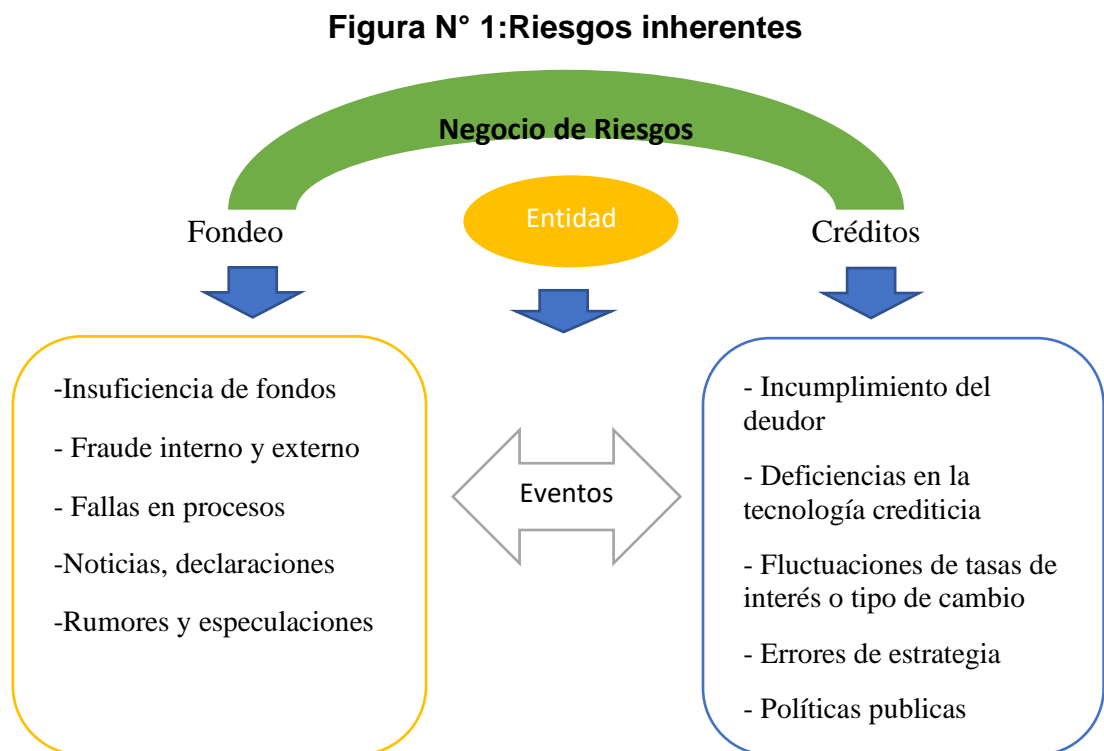 Figura N° 1:Riesgos inherentes
Negocio de Riesgos
Entidad
Fondeo
Créditos
-Insuficiencia de fondos
- Fraude interno y externo
- Fallas en procesos
- Noticias, declaraciones
-Rumores y especulaciones
Eventos
- Incumplimiento del
deudor
- Deficiencias en la
tecnología crediticia
- Fluctuaciones de tasas de
interés o tipo de cambio
- Errores de estrategia
- Políticas publicas